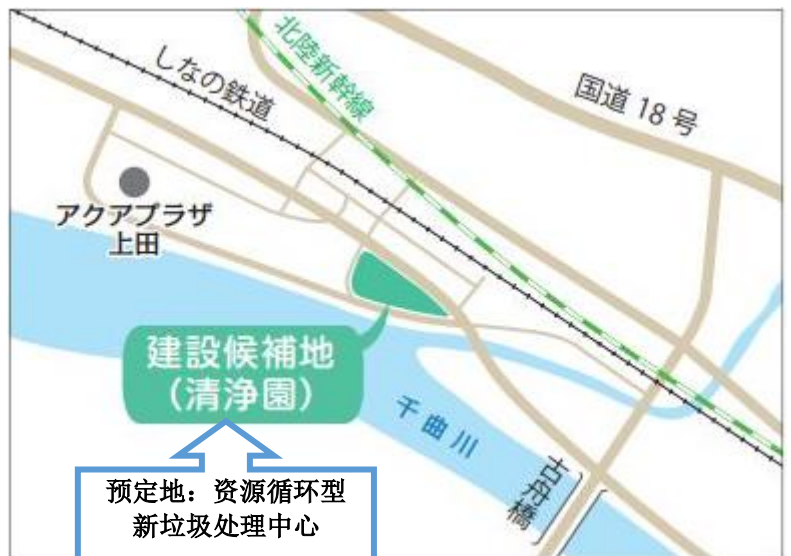 しなの鉄道
北陸新幹線
国道 18 号
アクアプラザ
上田
建設候補地
（清浄園）
千曲川
古舟橋
预定地：资源循环型
新垃圾处理中心